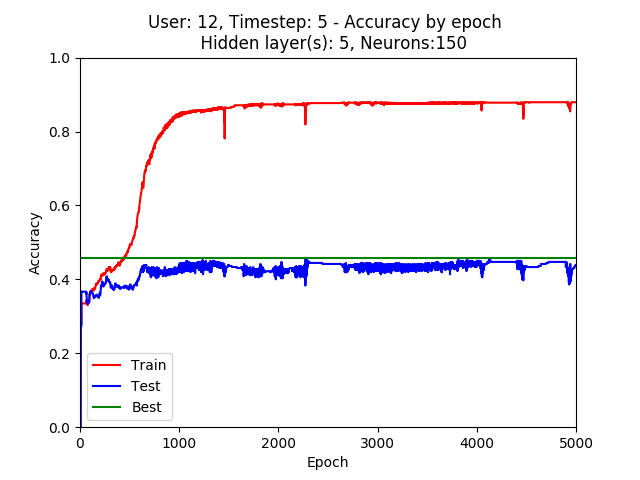 User: 12, Timestep: 5 - Accuracy by epoch
Hidden layer(s): 5, Neurons:150
1.0
0.8
0.6
0.4
0.2
0.0
Accuracy
Train
Test
Best
0 1000 2000 3000 4000 5000
Epoch